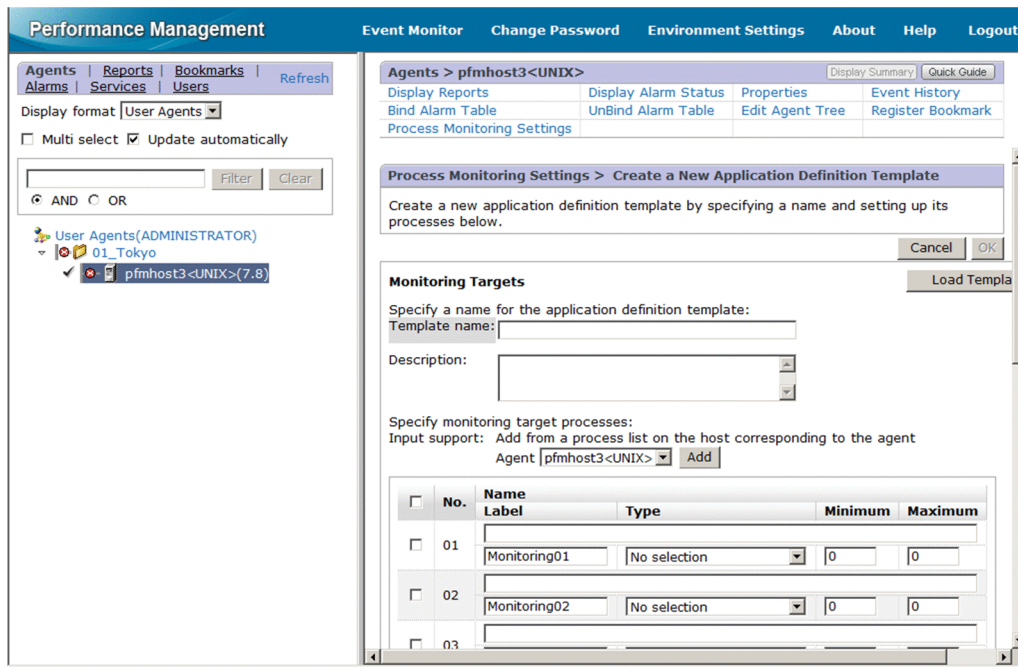 Performance Management
Event Monitor Change Password Environment Settings About Help Logout
Agents | Reports | Bookmarks |
Alarms | Services | Users
Refresh
Display format User Agents
Multi select Update automatically
Filter Clear
AND OR
User Agents(ADMINISTRATOR)
01_Tokyo
pfmhost3<UNIX>(7.8)
Agents > pfmhost3<UNIX>
Display Summary Quick Guide
Display Reports Display Alarm Status Properties Event History
Bind Alarm Table UnBind Alarm Table Edit Agent Tree Register Bookmark
Process Monitoring Settings
Process Monitoring Settings > Create a New Application Definition Template
Create a new application definition template by specifying a name and setting up its
processes below.
Cancel OK
Monitoring Targets
Load Templa
Specify a name for the application definition template:
Template name:
Description:
Specify monitoring target processes:
Input support: Add from a process list on the host corresponding to the agent
Agent pfmhost3<UNIX> Add
No. Name
Label Type Minimum Maximum
01
Monitoring01 No selection 0 0
02
Monitoring02 No selection 0 0
03